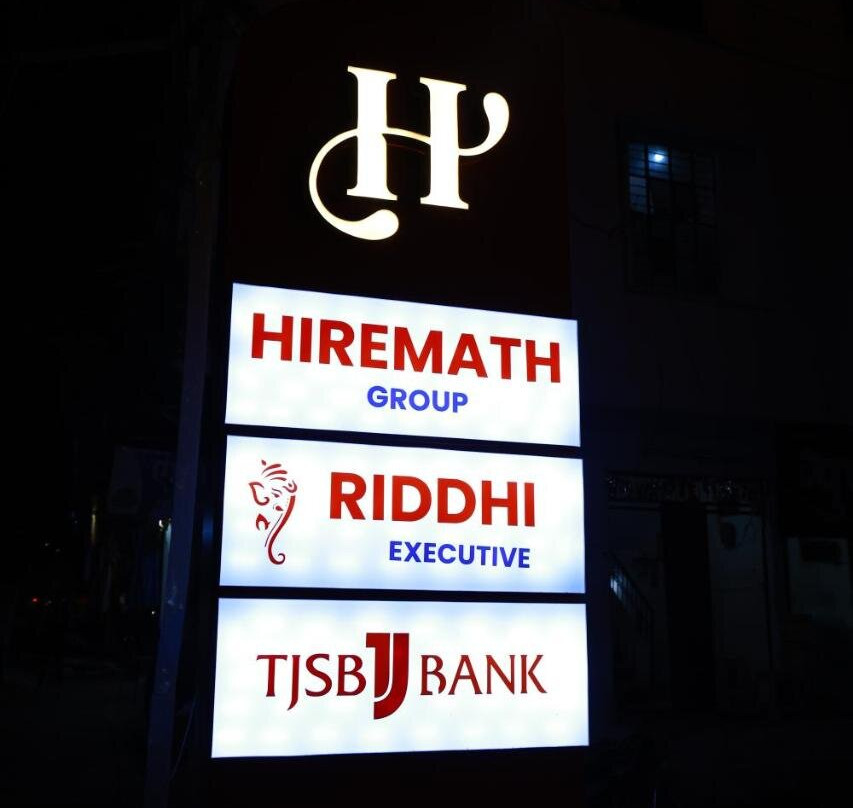 H
HIREMATH
GROUP
RIDDHI
EXECUTIVE
TJSB BANK